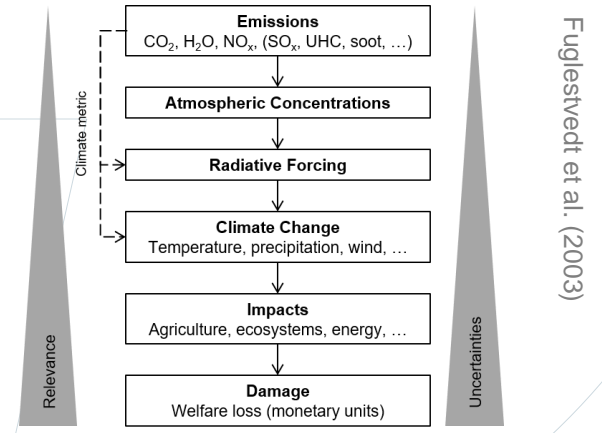 Emissions
CO₂, H₂O, NOₓ, (SOₓ, UHC, soot, …)
Atmospheric Concentrations
Climate metric
Radiative Forcing
Climate Change
Temperature, precipitation, wind, …
Impacts
Agriculture, ecosystems, energy, …
Damage
Welfare loss (monetary units)
Relevance
Uncertainties
Fuglestvedt et al. (2003)